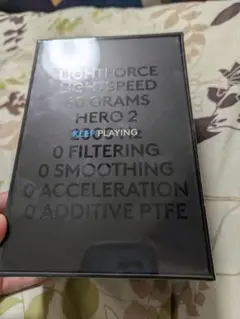 LIGHTFORCE
LIGHTSPEED
60 GRAMS
HERO 2
KEEP PLAYING
0 FILTERING
0 SMOOTHING
0 ACCELERATION
0 ADDITIVE PTFE